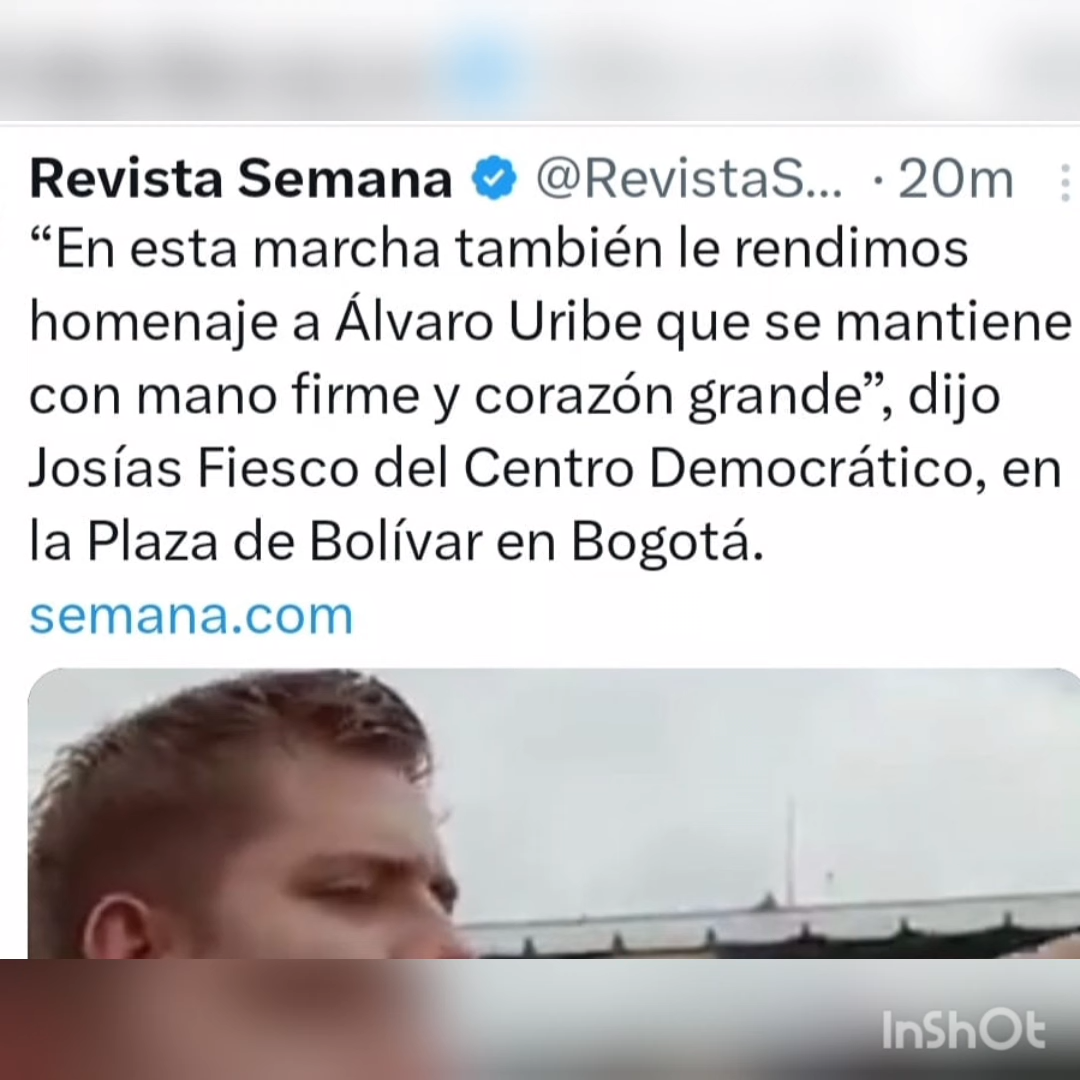 Revista Semana @RevistaS... · 20m
“En esta marcha también le rendimos
homenaje a Álvaro Uribe que se mantiene
con mano firme y corazón grande”, dijo
Josías Fiesco del Centro Democrático, en
la Plaza de Bolívar en Bogotá.
semana.com
InShOt